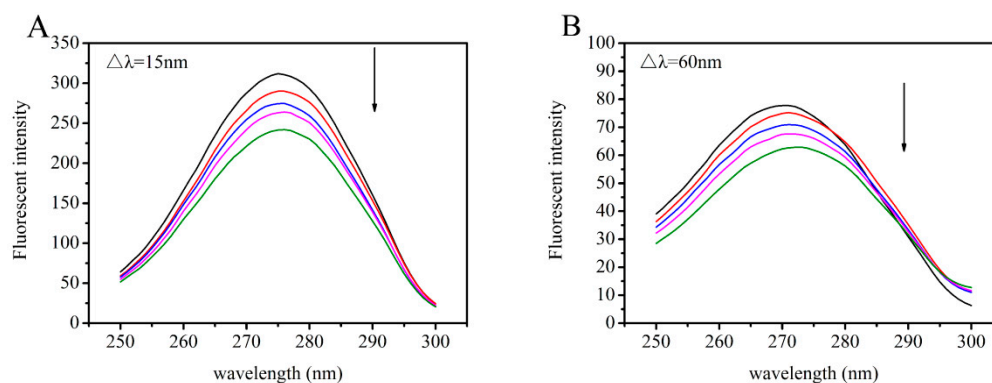 A
△λ=15nm
350
300
250
200
150
100
50
0
Fluorescent intensity
250 260 270 280 290 300
wavelength (nm)
B
△λ=60nm
100
90
80
70
60
50
40
30
20
10
0
Fluorescent intensity
250 260 270 280 290 300
wavelength (nm)